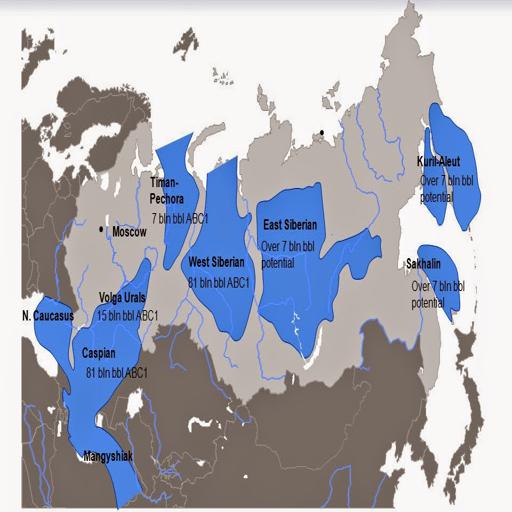 Kuril-Aleut
Over 7 bln bbl
potential
Timan-
Pechora
7 bln bbl ABC1
Moscow
East Siberian
Over 7 bln bbl
potential
West Siberian
81 bln bbl ABC1
Sakhalin
Over 7 bln bbl
potential
Volga Urals
15 bln bbl ABC1
N. Caucasus
Caspian
81 bln bbl ABC1
Mangyshiak